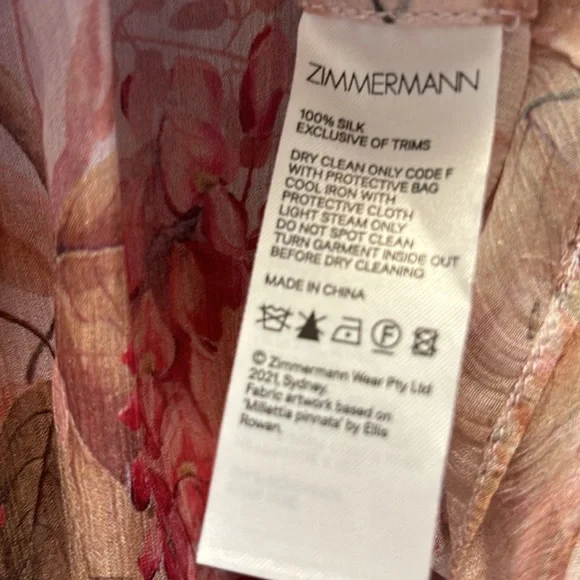 ZIMMERMANN
100% SILK
EXCLUSIVE OF TRIMS
DRY CLEAN ONLY CODE F
WITH PROTECTIVE BAG
COOL IRON WITH
PROTECTIVE CLOTH
LIGHT STEAM ONLY
DO NOT SPOT CLEAN
TURN GARMENT INSIDE OUT
BEFORE DRY CLEANING
MADE IN CHINA
F
© Zimmermann Wear Pty Ltd
2021, Sydney.
Fabric artwork based on
'Millettia pinnata' by Ellis
Rowan.